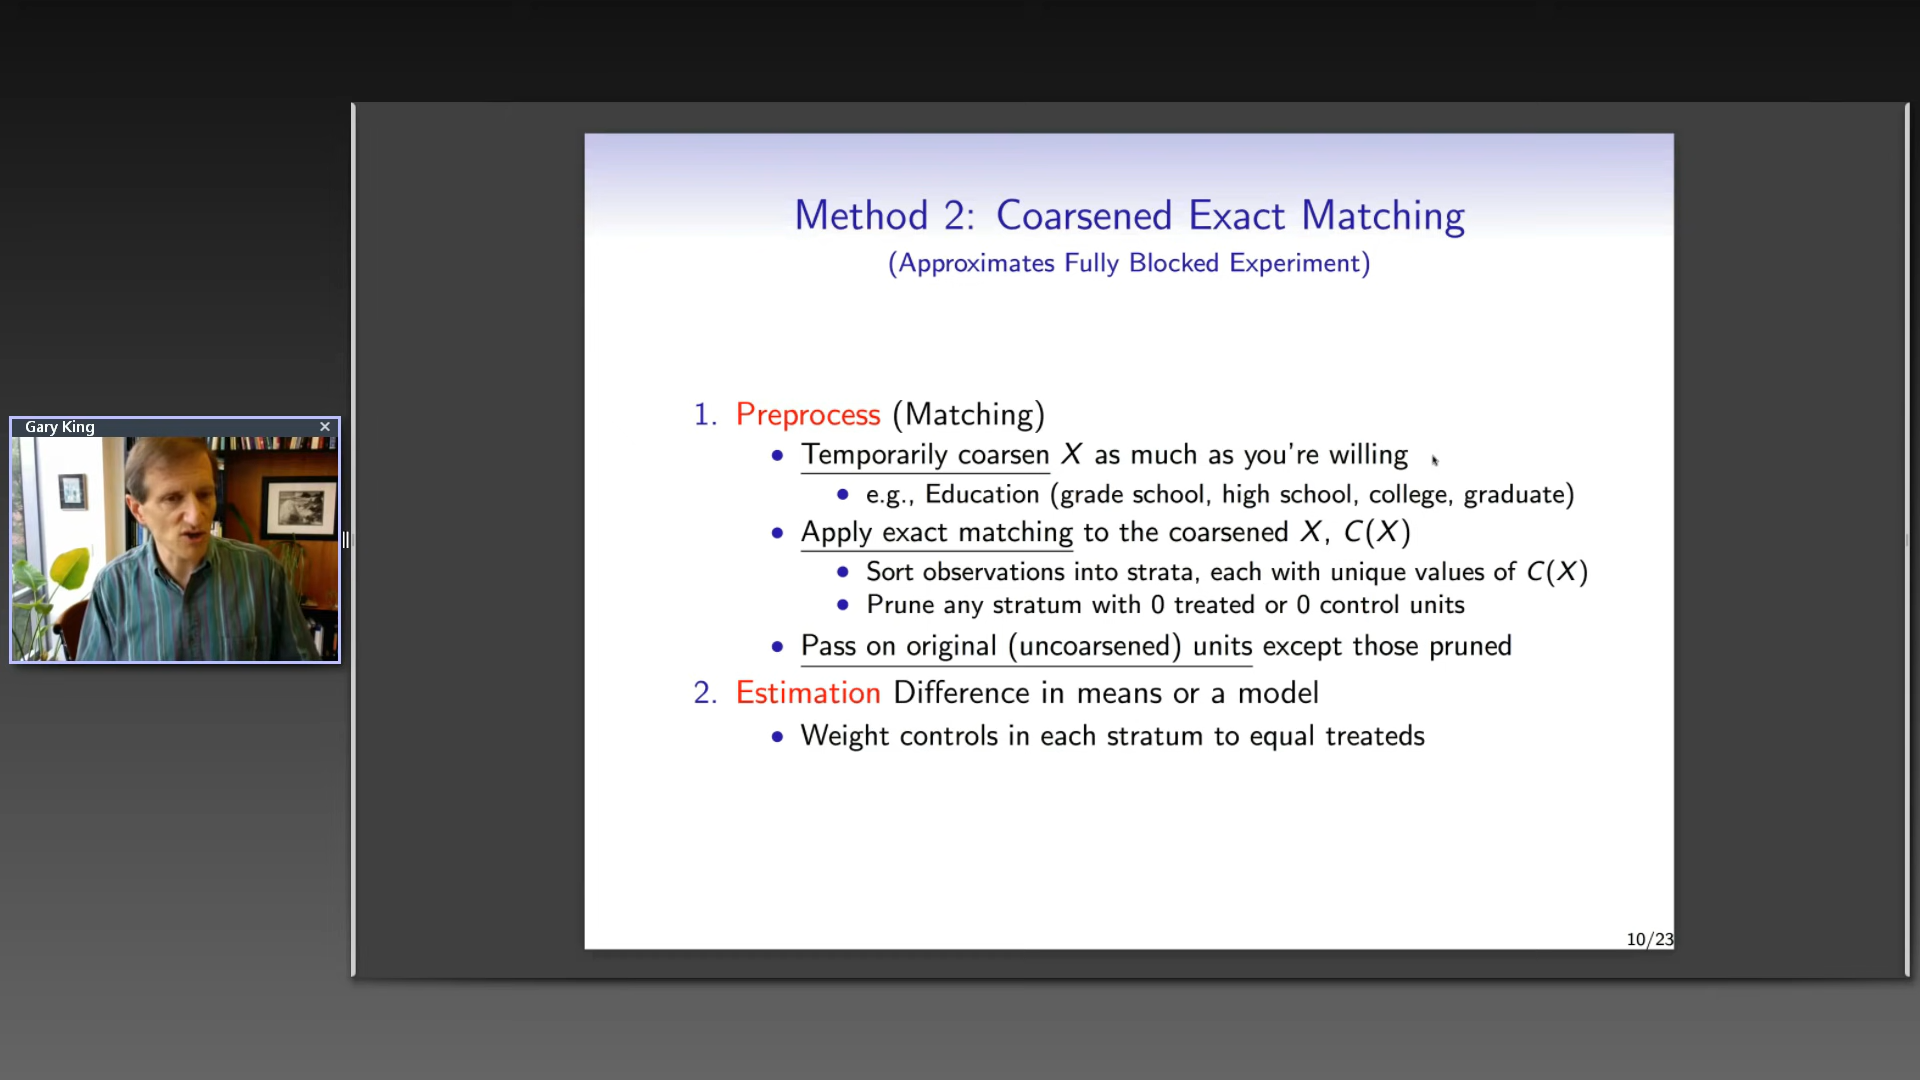 Method 2: Coarsened Exact Matching
(Approximates Fully Blocked Experiment)
Gary King
1. Preprocess (Matching)
• Temporarily coarsen X as much as you're willing
• e.g., Education (grade school, high school, college, graduate)
• Apply exact matching to the coarsened X, C(X)
• Sort observations into strata, each with unique values of C(X)
• Prune any stratum with 0 treated or 0 control units
• Pass on original (uncoarsened) units except those pruned
2. Estimation Difference in means or a model
• Weight controls in each stratum to equal treateds
10/23